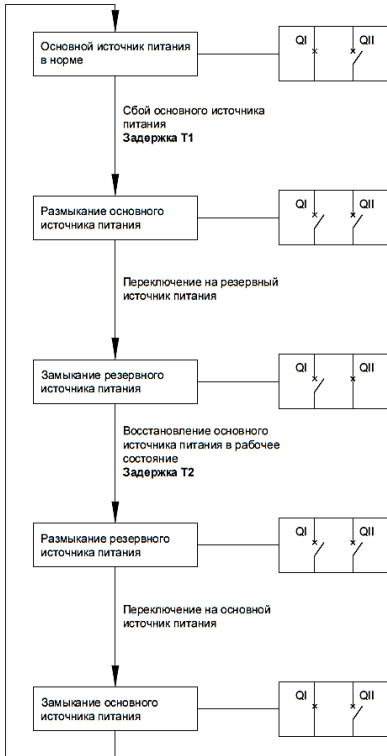 Основной источник питания
в норме
QI QII
Сбой основного источника
питания
Задержка Т1
Размыкание основного
источника питания
QI QII
Переключение на резервный
источник питания
Замыкание резервного
источника питания
QI QII
Восстановление основного
источника питания в рабочее
состояние
Задержка Т2
Размыкание резервного
источника питания
QI QII
Переключение на основной
источник питания
Замыкание основного
источника питания
QI QII